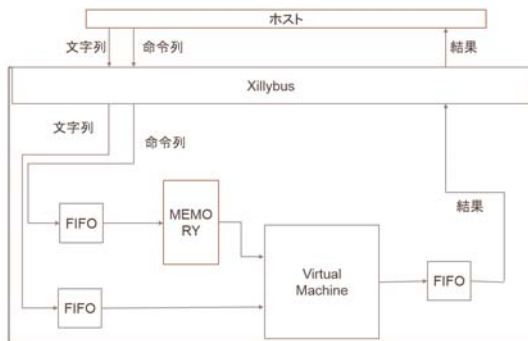 ホスト
文字列
命令列
結果
Xillybus
文字列
命令列
結果
FIFO
MEMO
RY
Virtual
Machine
FIFO
FIFO